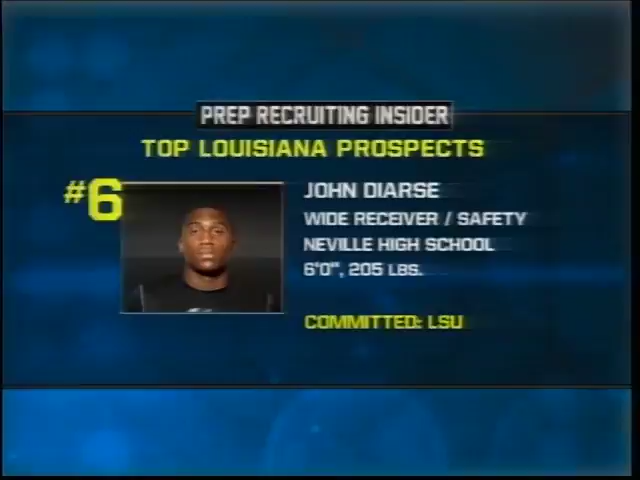 PREP RECRUITING INSIDER
TOP LOUISIANA PROSPECTS
#6
JOHN DIARSE
WIDE RECEIVER / SAFETY
NEVILLE HIGH SCHOOL
6'0", 205 LBS.
COMMITTED: LSU